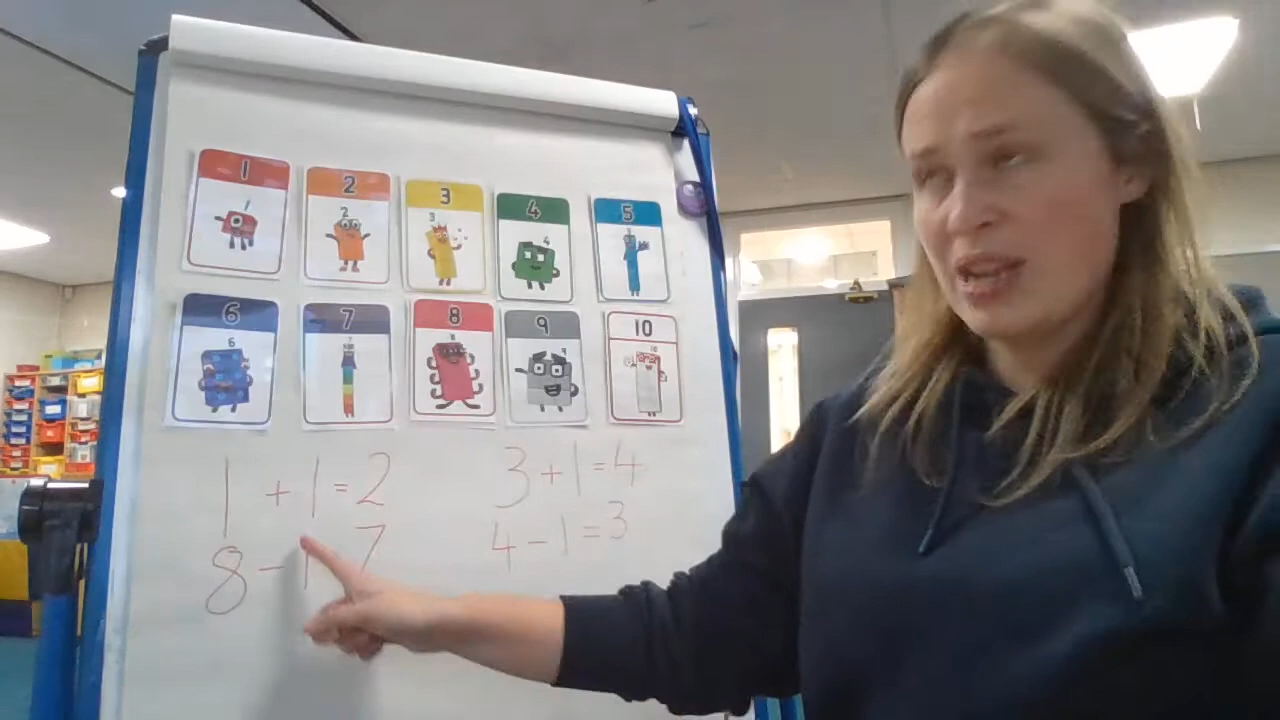 1 2 3 4 5
6 7 8 9 10
1 + 1 = 2 3 + 1 = 4
8 - 1 7 4 - 1 = 3